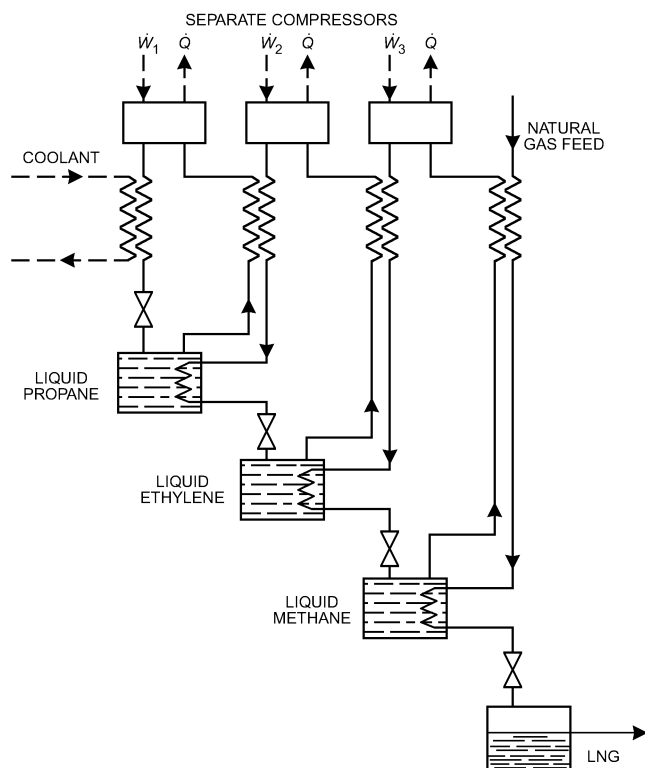 SEPARATE COMPRESSORS
Ẇ1 Q̇ Ẇ2 Q̇ Ẇ3 Q̇
NATURAL
GAS FEED
COOLANT
LIQUID
PROPANE
LIQUID
ETHYLENE
LIQUID
METHANE
LNG